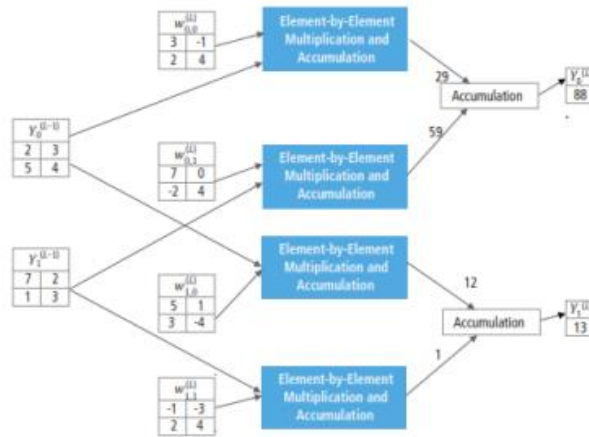 w₀,₀⁽ᴸ⁾
3 -1
2 4
Element-by-Element
Multiplication and
Accumulation
29
Accumulation
Y₀⁽ᴸ
88
Y₀⁽ᴸ⁻¹⁾
2 3
5 4
w₀,₁⁽ᴸ⁾
7 0
-2 4
Element-by-Element
Multiplication and
Accumulation
59
Y₁⁽ᴸ⁻¹⁾
7 2
1 3
w₁,₀⁽ᴸ⁾
5 1
3 -4
Element-by-Element
Multiplication and
Accumulation
12
Accumulation
Y₁⁽ᴸ
13
w₁,₁⁽ᴸ⁾
-1 -3
2 4
Element-by-Element
Multiplication and
Accumulation
1